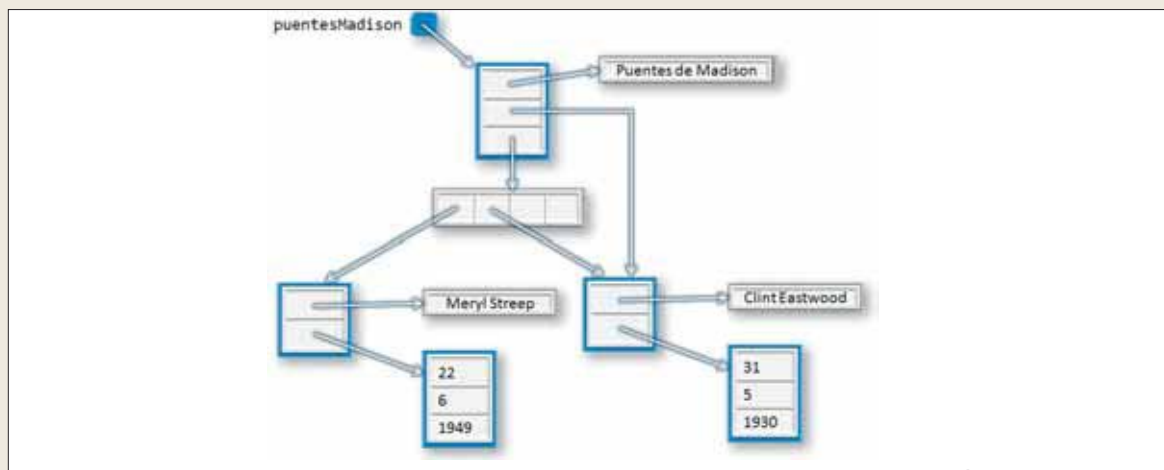 puentesMadison
Puentes de Madison
Meryl Streep
Clint Eastwood
22
6
1949
31
5
1930